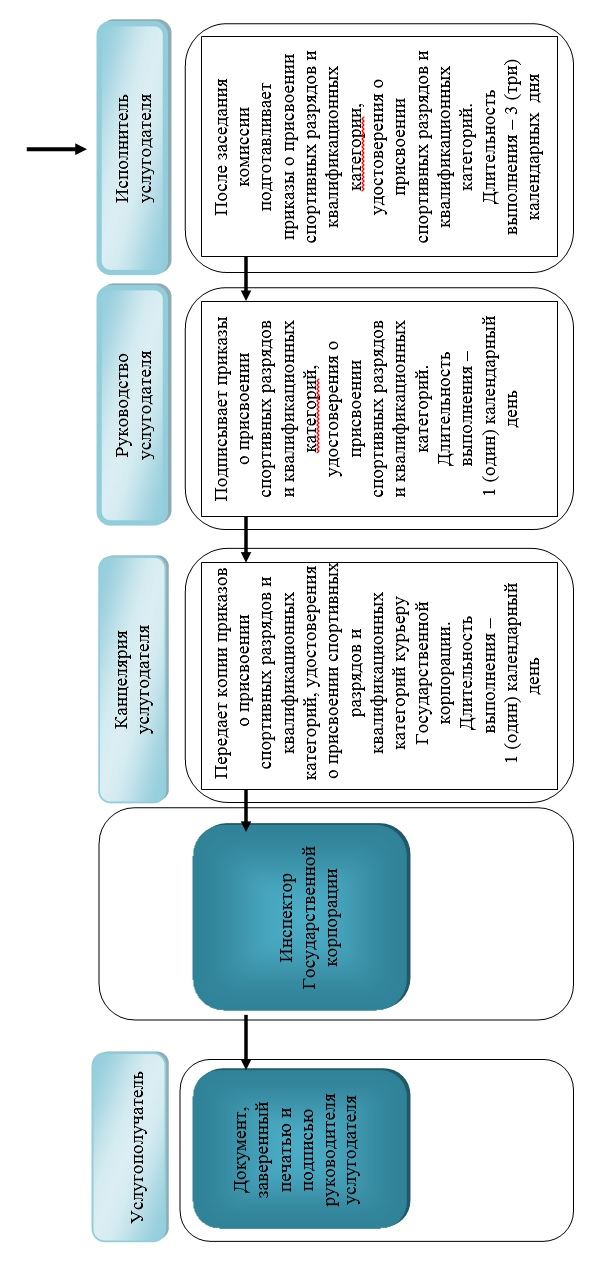 Исполнитель
услугодателя
После заседания
комиссии
подготавливает
приказы о присвоении
спортивных разрядов и
квалификационных
категории,
удостоверения о
присвоении
спортивных разрядов и
квалификационных
категорий.
Длительность
выполнения – 3 (три)
календарных дня
Руководство
услугодателя
Подписывает приказы
о присвоении
спортивных разрядов
и квалификационных
категорий,
удостоверения о
присвоении
спортивных разрядов
и квалификационных
категорий.
Длительность
выполнения –
1 (один) календарный
день
Канцелярия
услугодателя
Передает копии приказов
о присвоении
спортивных разрядов и
квалификационных
категорий, удостоверения
о присвоении спортивных
разрядов и
квалификационных
категорий курьеру
Государственной
корпорации.
Длительность
выполнения –
1 (один) календарный
день
Инспектор
Государственной
корпорации
Услугополучатель
Документ,
заверенный
печатью и
подписью
руководителя
услугодателя